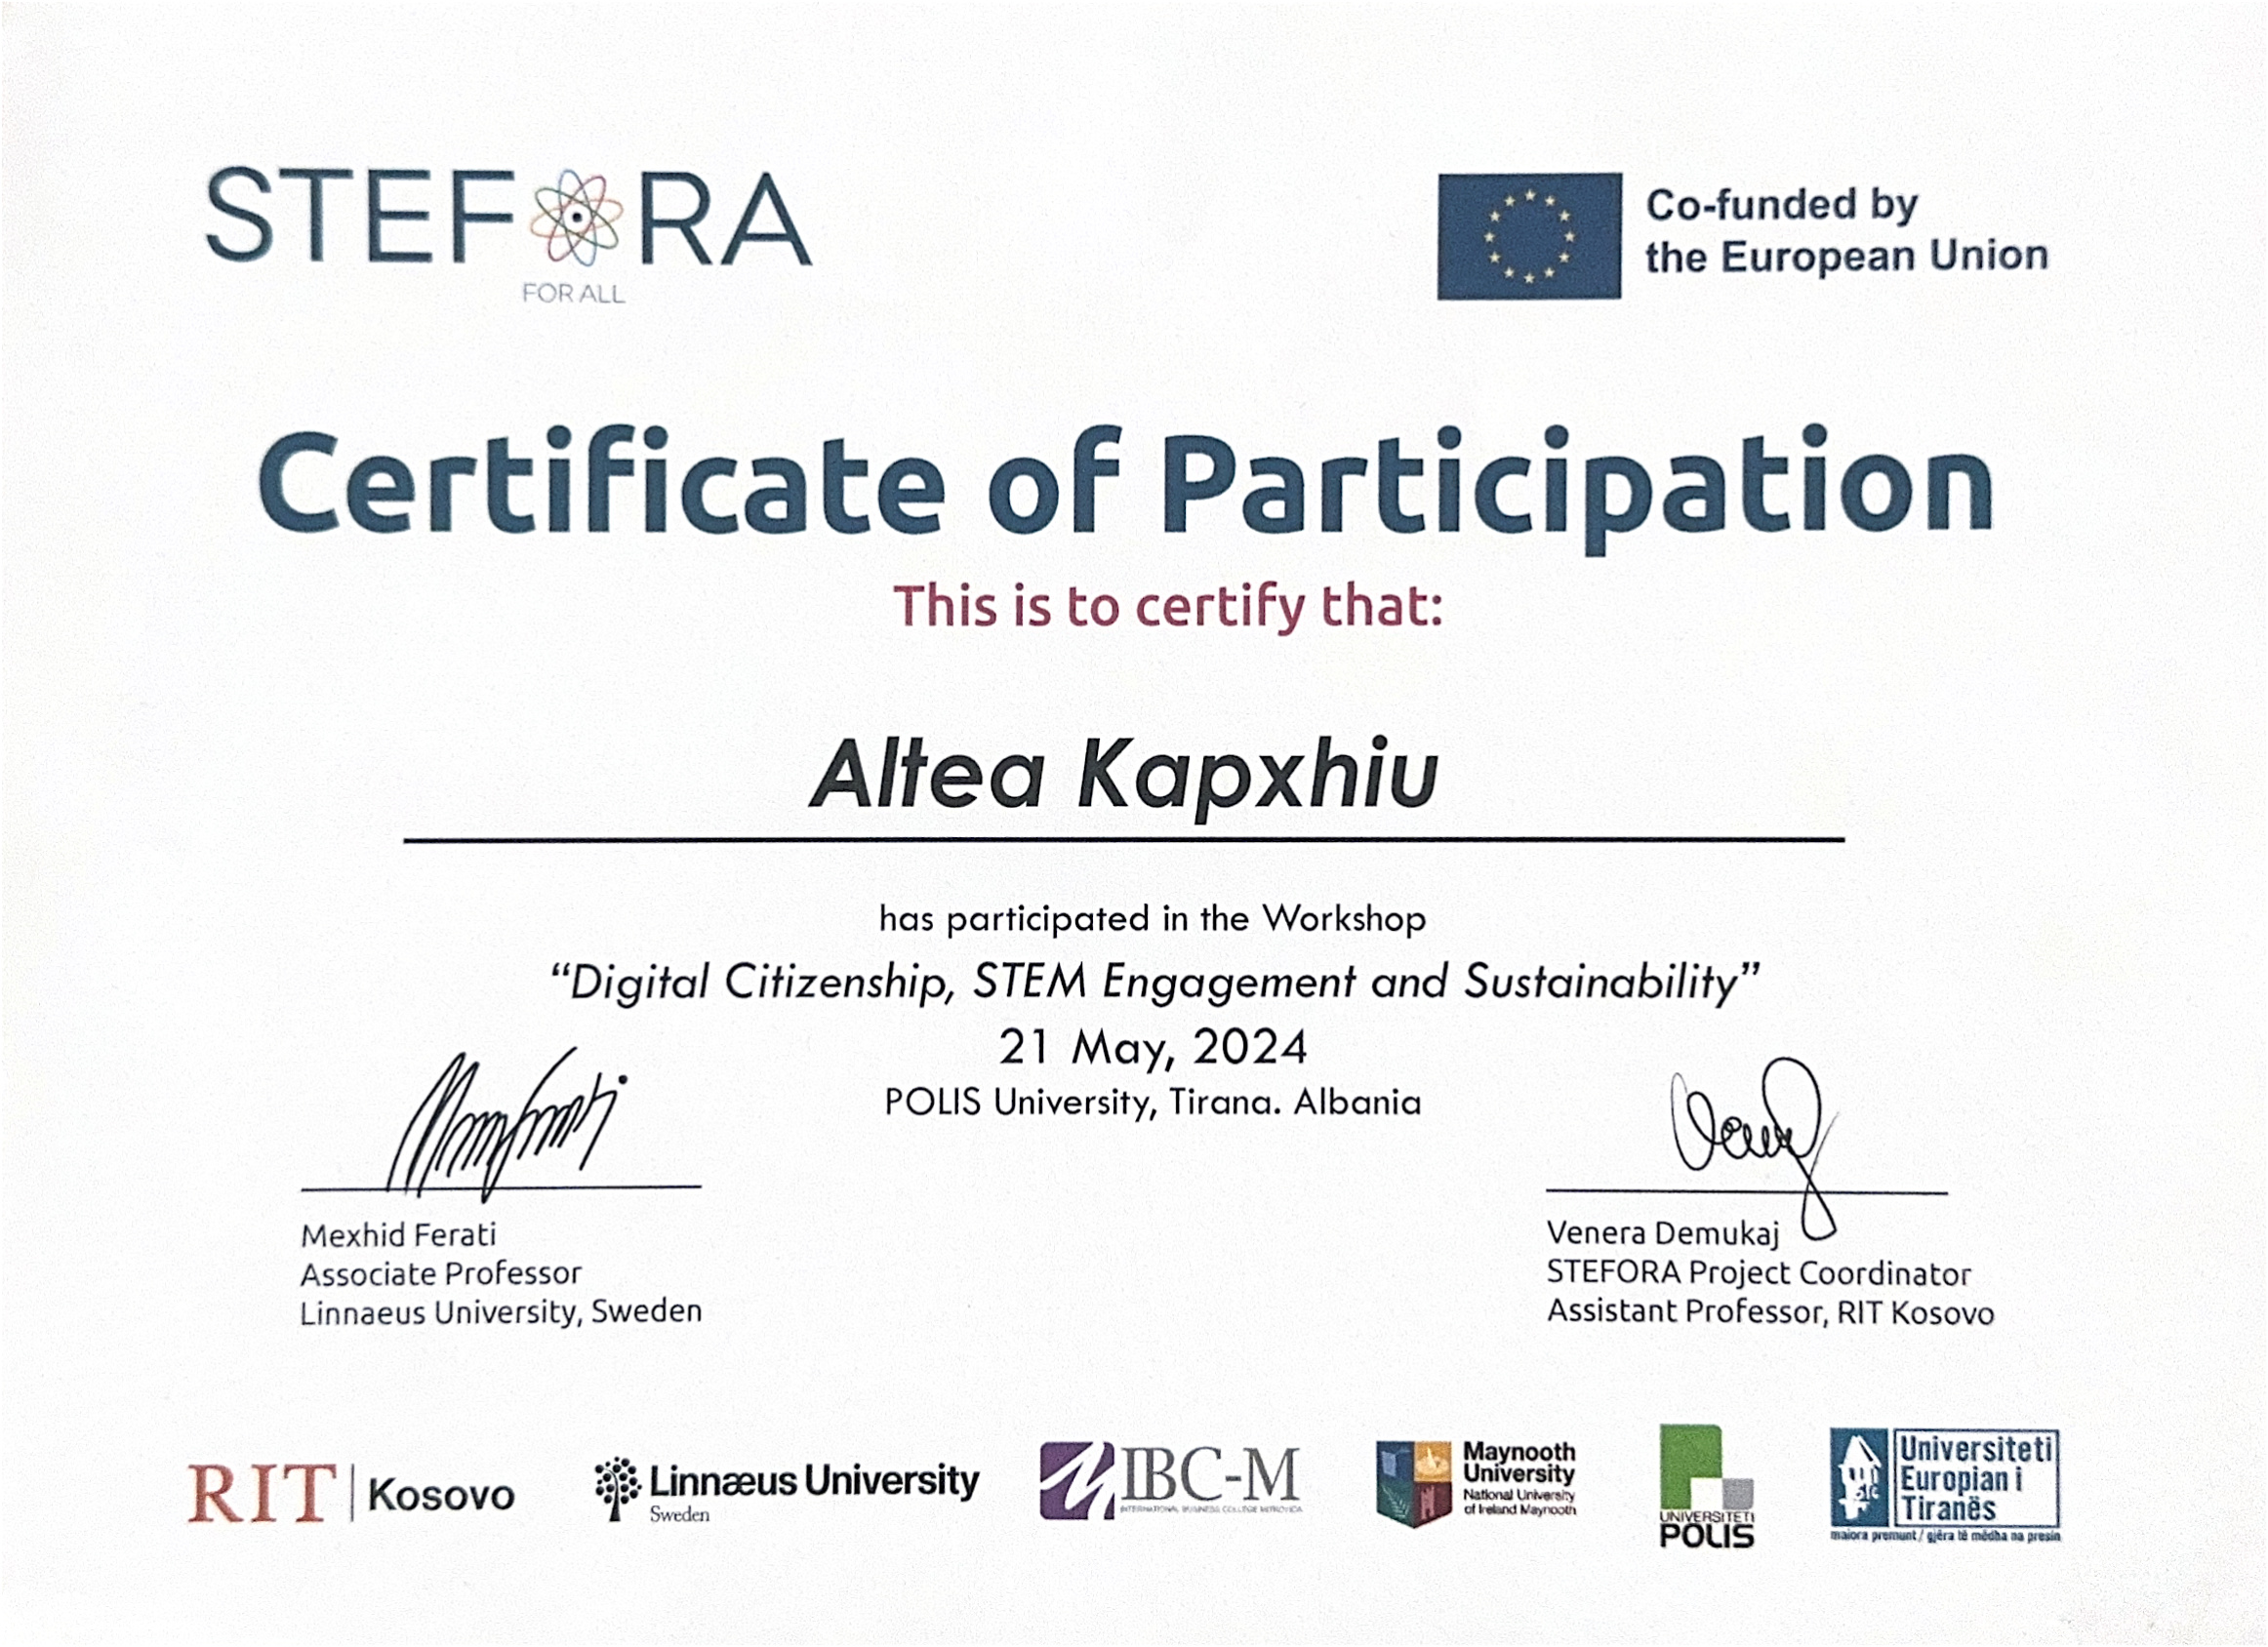 STEFORA
FOR ALL
Co-funded by
the European Union
Certificate of Participation
This is to certify that:
Altea Kapxhiu
has participated in the Workshop
“Digital Citizenship, STEM Engagement and Sustainability”
21 May, 2024
POLIS University, Tirana. Albania
Mexhid Ferati
Associate Professor
Linnaeus University, Sweden
Venera Demukaj
STEFORA Project Coordinator
Assistant Professor, RIT Kosovo
RIT Kosovo
Linnæus University
Sweden
IBC-M
INTERNATIONAL BUSINESS COLLEGE MITROVICA
Maynooth
University
National University
of Ireland Maynooth
UNIVERSITETI
POLIS
Universiteti
Europian i
Tiranës
maiora premunt / gjëra të mëdha na presin